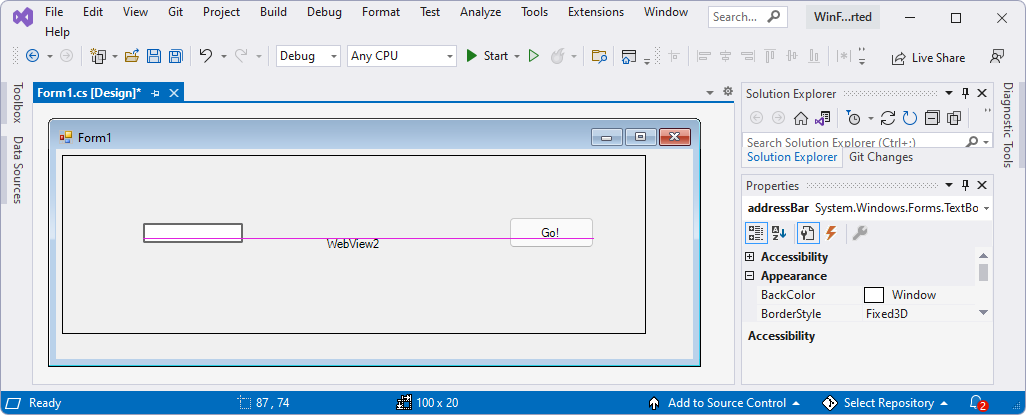 File Edit View Git Project Build Debug Format Test Analyze Tools Extensions Window Search... WinF...rted
Help
Debug Any CPU Start Live Share
Toolbox
Data Sources
Form1.cs [Design]*
Form1
WebView2
Go!
Solution Explorer
Search Solution Explorer (Ctrl+;)
Solution Explorer Git Changes
Properties
addressBar System.Windows.Forms.TextBo
Accessibility
Appearance
BackColor Window
BorderStyle Fixed3D
Accessibility
Diagnostic Tools
Ready 87, 74 100 x 20 Add to Source Control Select Repository 2